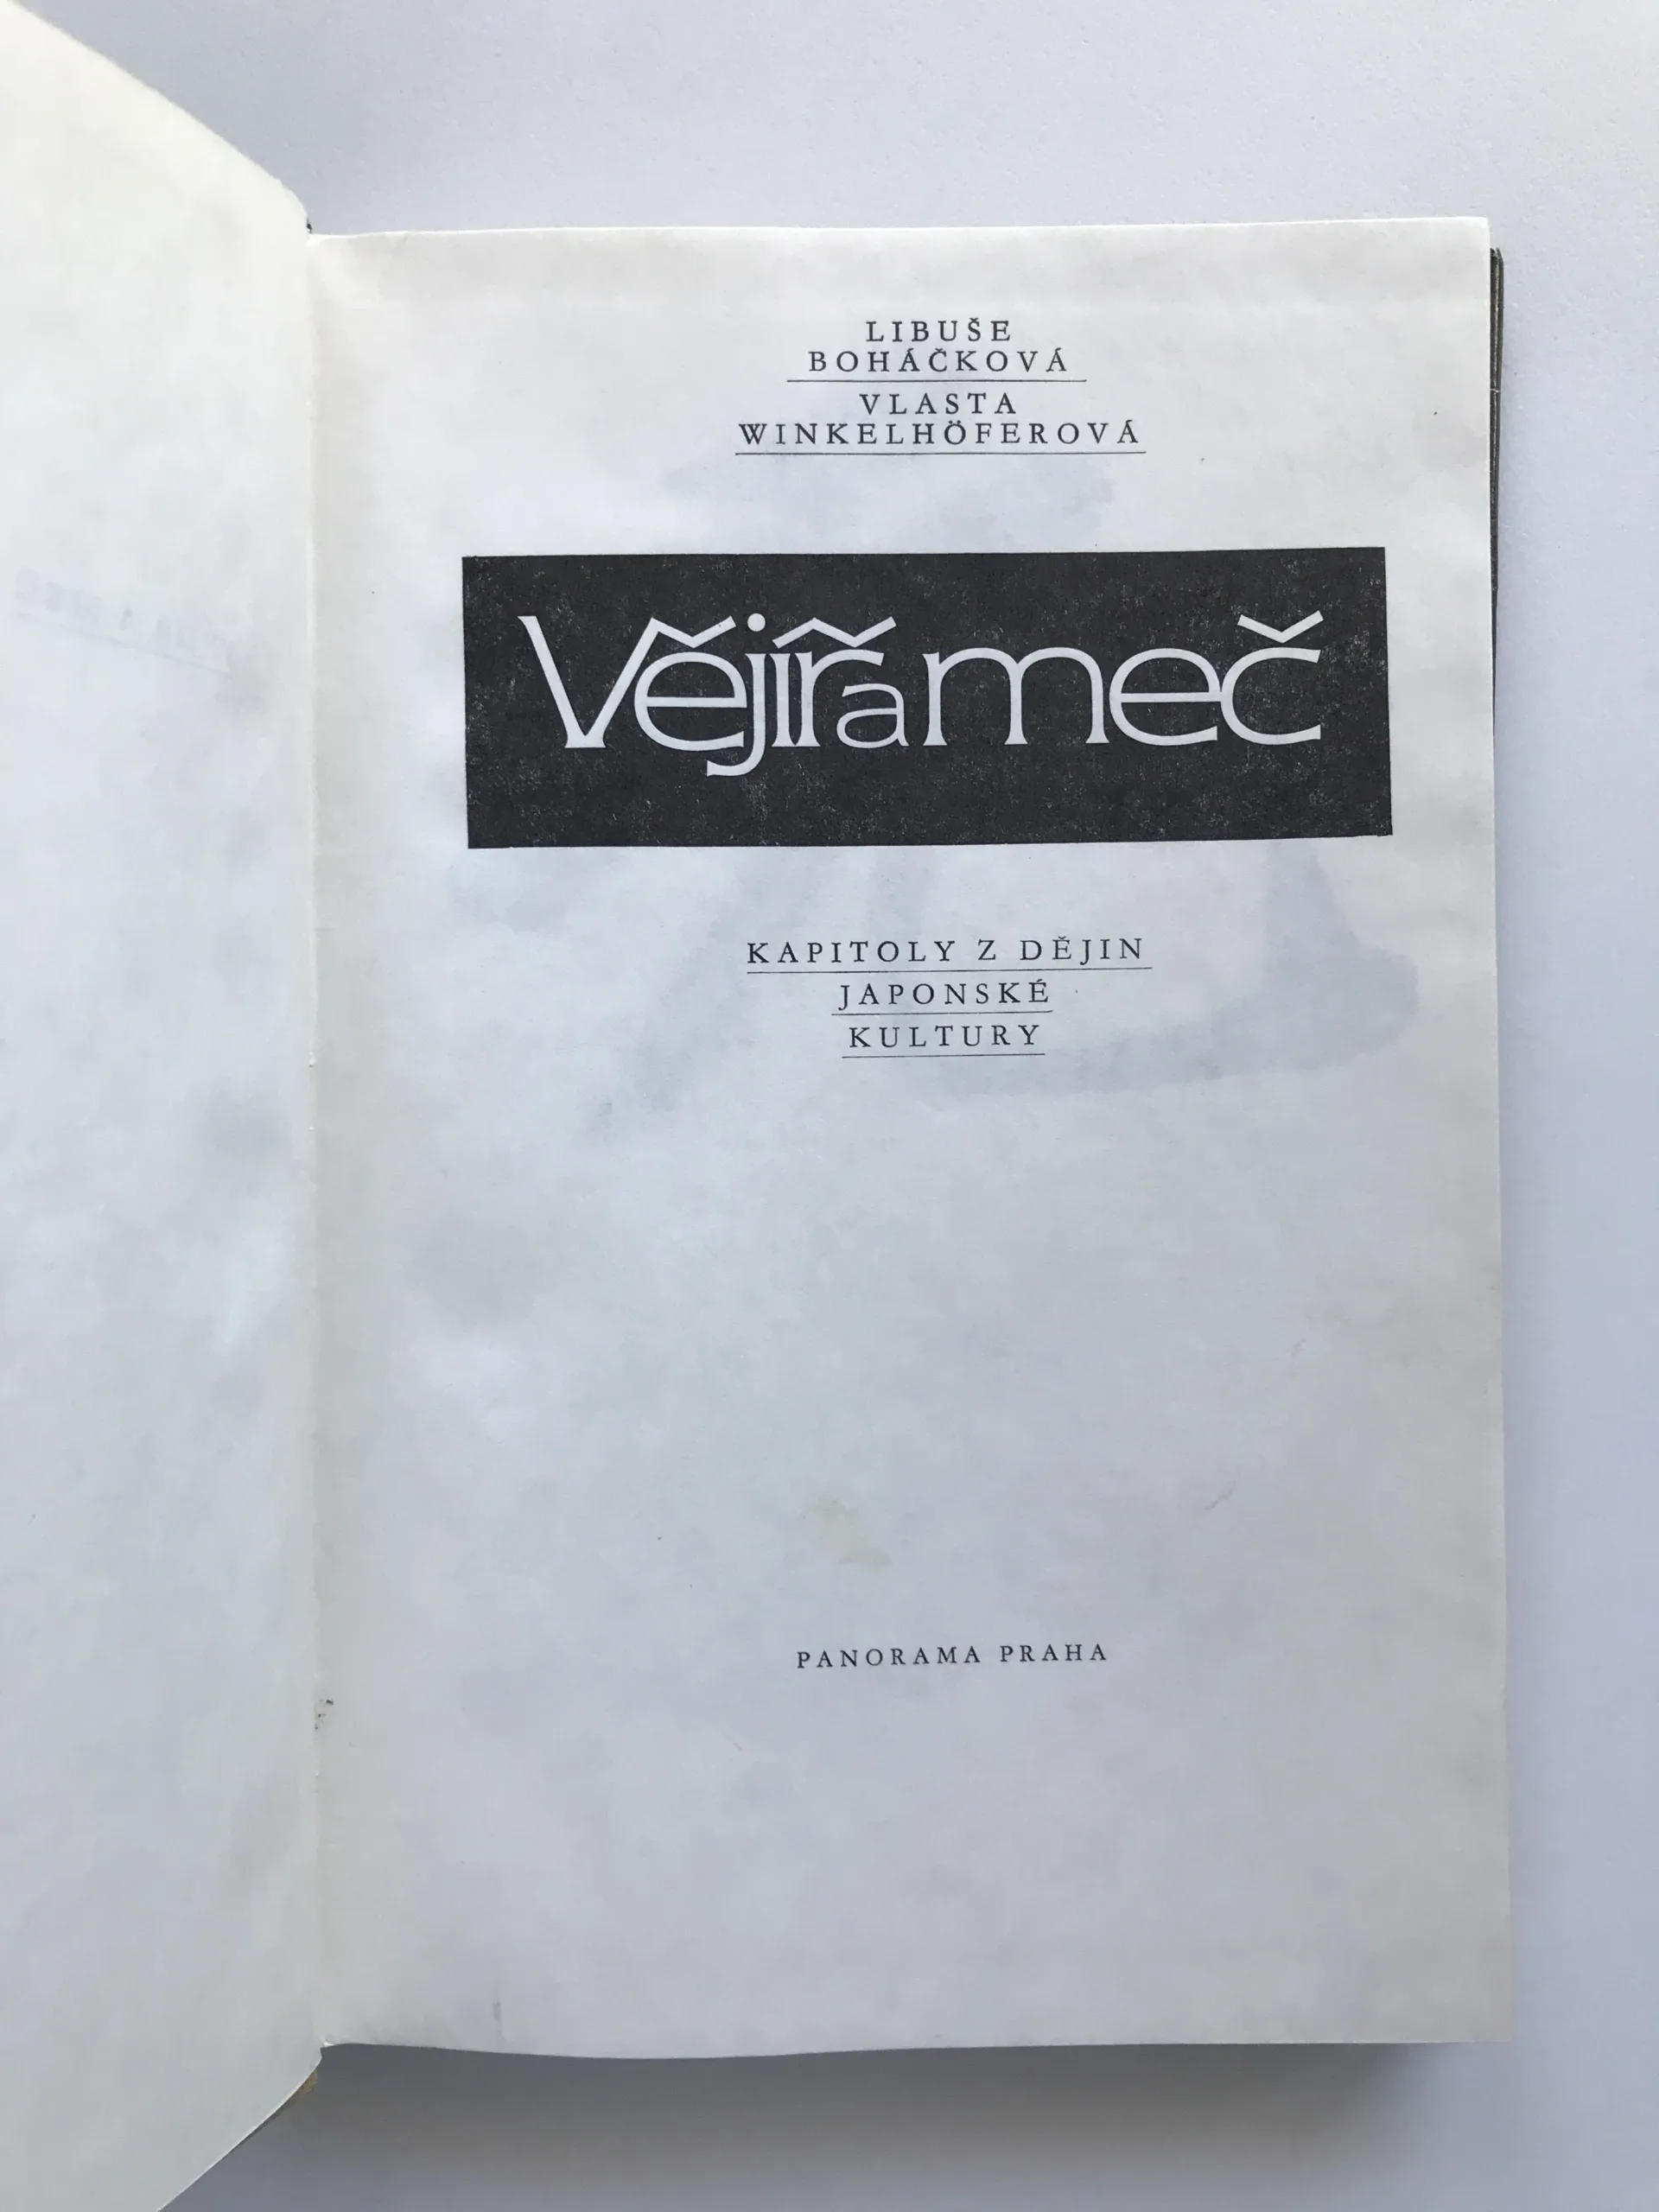 LIBUŠE
BOHÁČKOVÁ
VLASTA
WINKELHÖFEROVÁ
Vějíř a meč
KAPITOLY Z DĚJIN
JAPONSKÉ
KULTURY
PANORAMA PRAHA